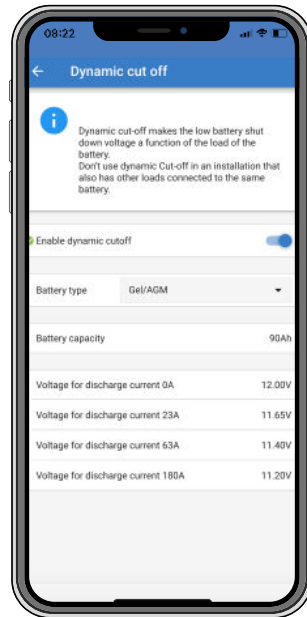 08:22
Dynamic cut off
Dynamic cut-off makes the low battery shut
down voltage a function of the load of the
battery.
Don't use dynamic Cut-off in an installation that
also has other loads connected to the same
battery.
Enable dynamic cutoff
Battery type Gel/AGM
Battery capacity 90Ah
Voltage for discharge current 0A 12.00V
Voltage for discharge current 23A 11.65V
Voltage for discharge current 63A 11.40V
Voltage for discharge current 180A 11.20V